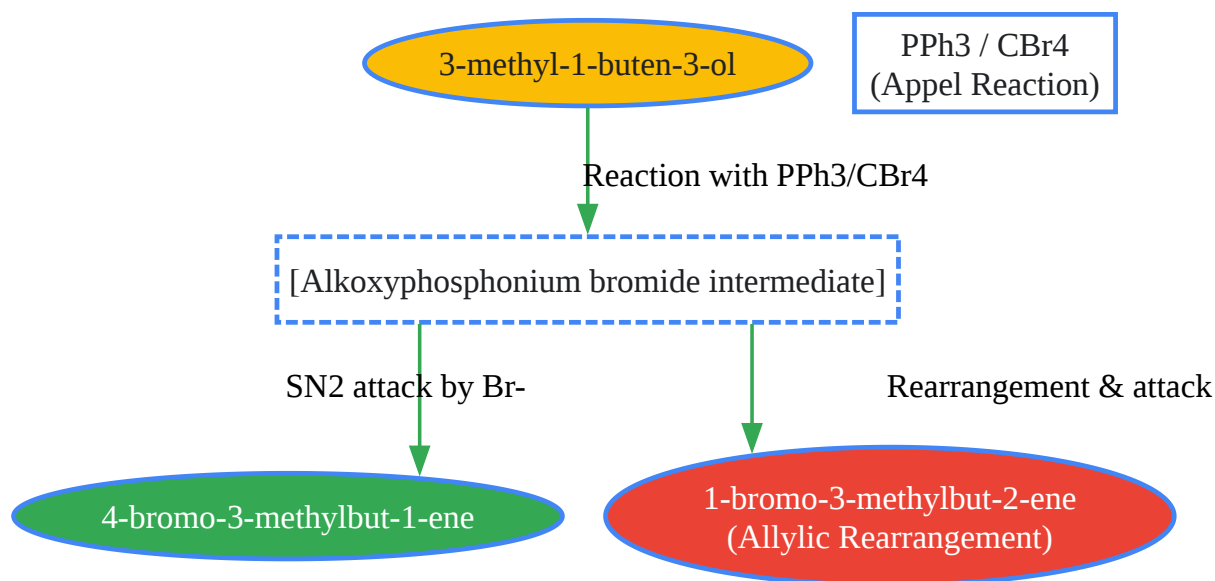 3-methyl-1-buten-3-ol
PPh3 / CBr4
(Appel Reaction)
Reaction with PPh3/CBr4
[Alkoxyphosphonium bromide intermediate]
SN2 attack by Br-
Rearrangement & attack
4-bromo-3-methylbut-1-ene
1-bromo-3-methylbut-2-ene
(Allylic Rearrangement)